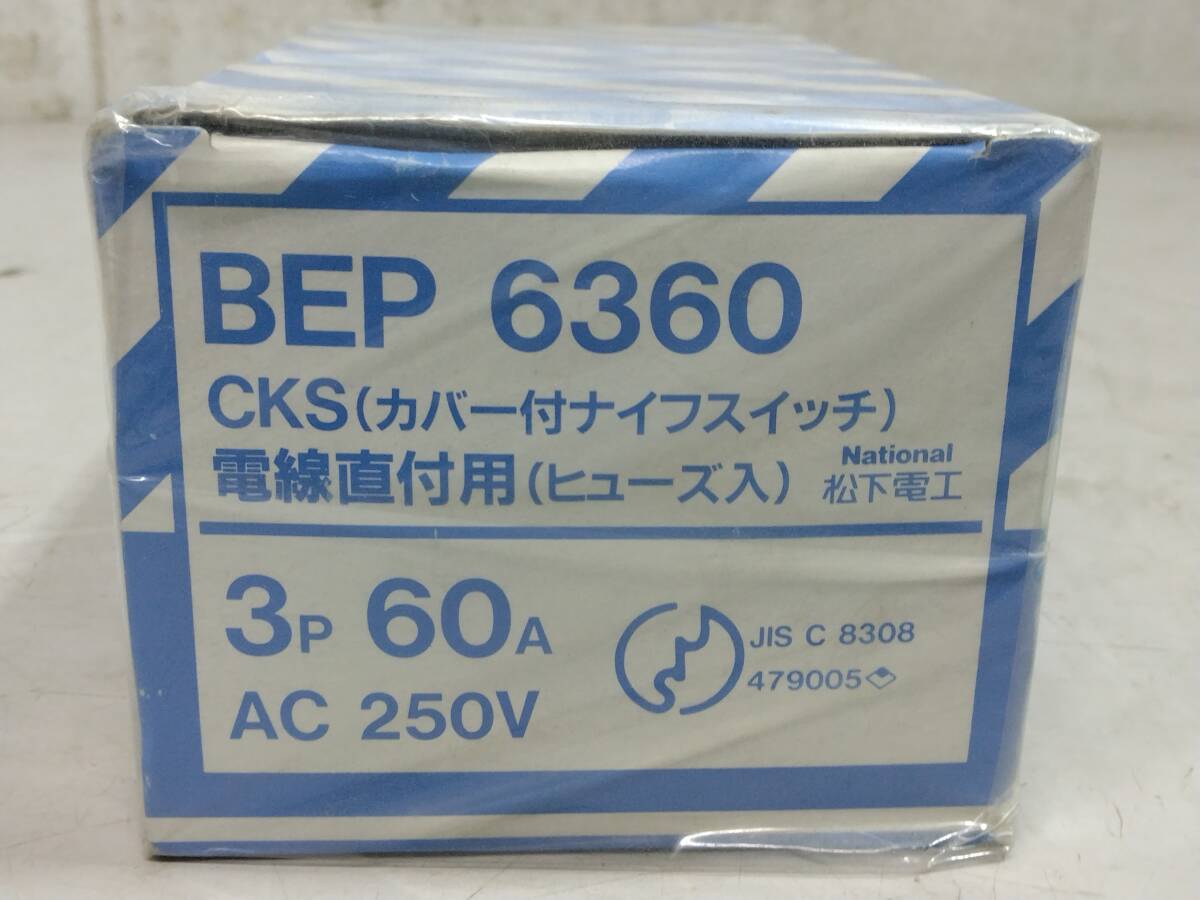 BEP 6360
CKS(カバー付ナイフスイッチ)
電線直付用(ヒューズ入)
National
松下電工
3P 60A
AC 250V
JIS C 8308
479005